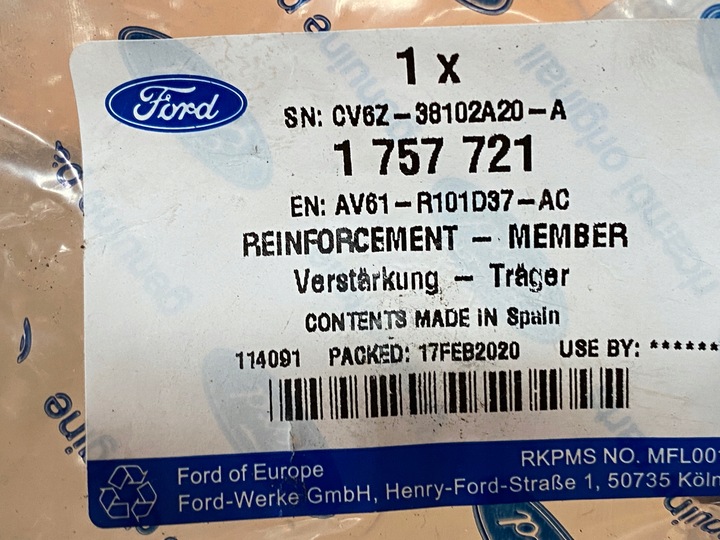 1 x
Ford
SN: CV6Z-38102A20-A
1 757 721
EN: AV61-R101D37-AC
REINFORCEMENT - MEMBER
Verstärkung - Träger
CONTENTS MADE IN Spain
114091 PACKED: 17FEB2020 USE BY: ******
RKPMS NO. MFL001
Ford of Europe
Ford-Werke GmbH, Henry-Ford-Straße 1, 50735 Köln